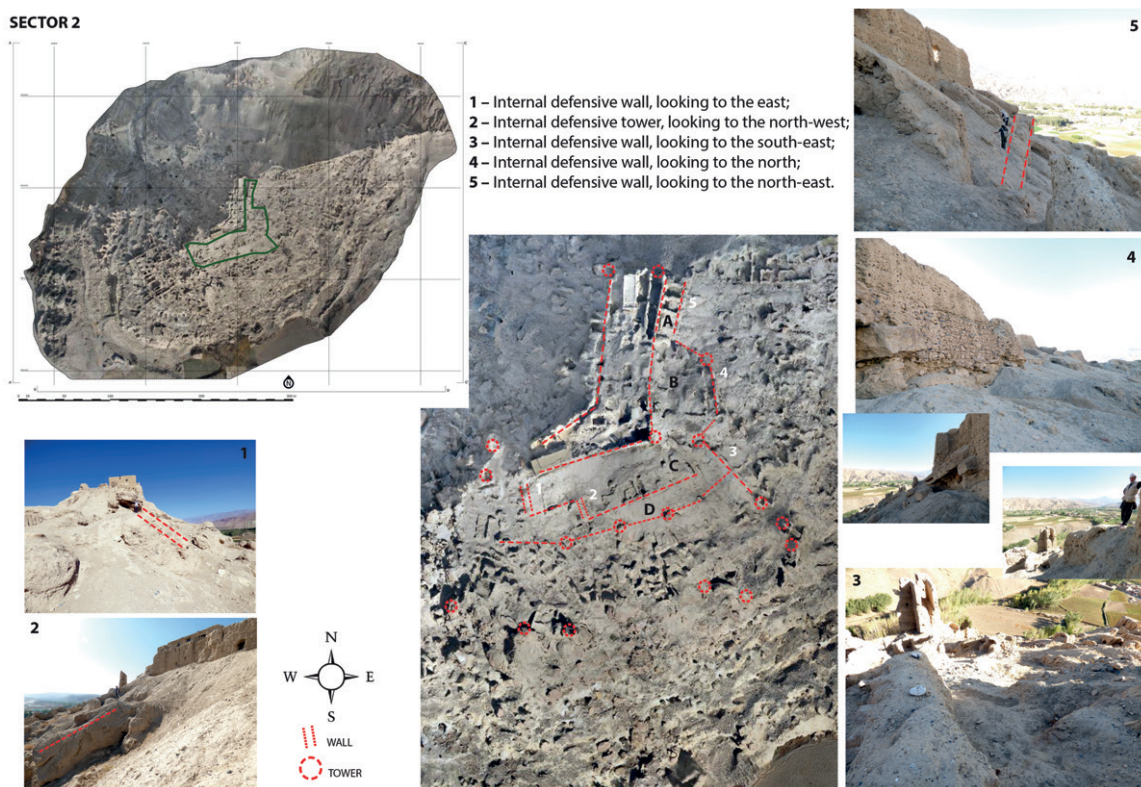 SECTOR 2
1 – Internal defensive wall, looking to the east;
2 – Internal defensive tower, looking to the north-west;
3 – Internal defensive wall, looking to the south-east;
4 – Internal defensive wall, looking to the north;
5 – Internal defensive wall, looking to the north-east.
N
5
4
A
5
B
4
3
C
1
2
D
1
2
3
N
W
E
S
WALL
TOWER